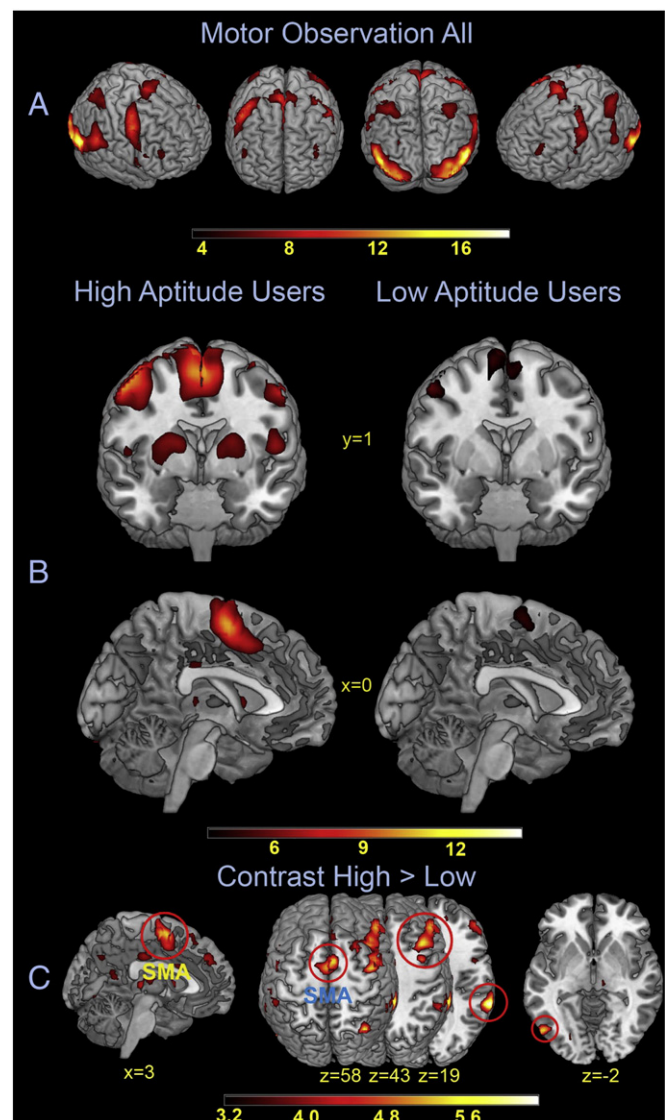 Motor Observation All
A
4 8 12 16
High Aptitude Users Low Aptitude Users
y=1
B
x=0
6 9 12
Contrast High > Low
C
SMA SMA
x=3 z=58 z=43 z=19 z=-2
3.2 4.0 4.8 5.6